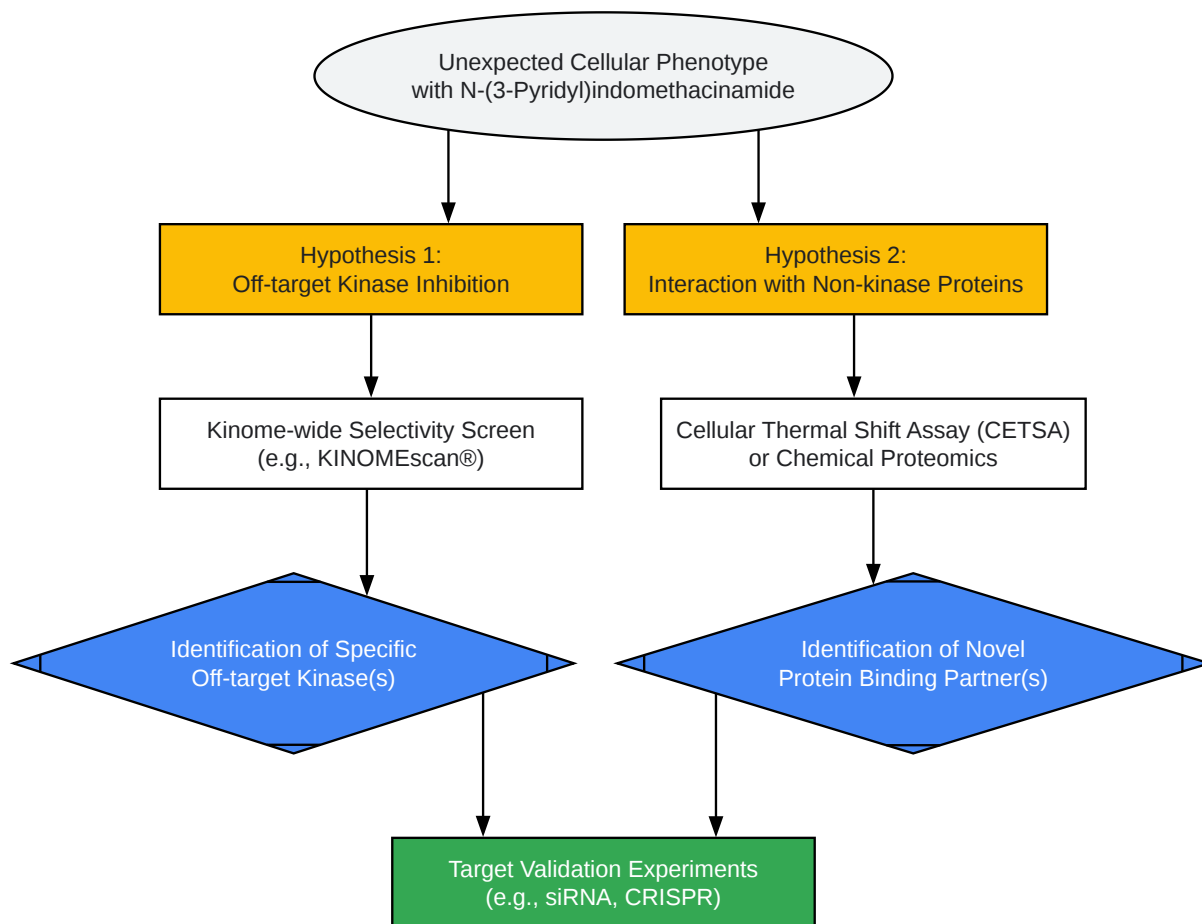 Unexpected Cellular Phenotype
with N-(3-Pyridyl)indomethacinamide
Hypothesis 1:
Off-target Kinase Inhibition
Hypothesis 2:
Interaction with Non-kinase Proteins
Kinome-wide Selectivity Screen
(e.g., KINOMEscan®)
Cellular Thermal Shift Assay (CETSA)
or Chemical Proteomics
Identification of Specific
Off-target Kinase(s)
Identification of Novel
Protein Binding Partner(s)
Target Validation Experiments
(e.g., siRNA, CRISPR)